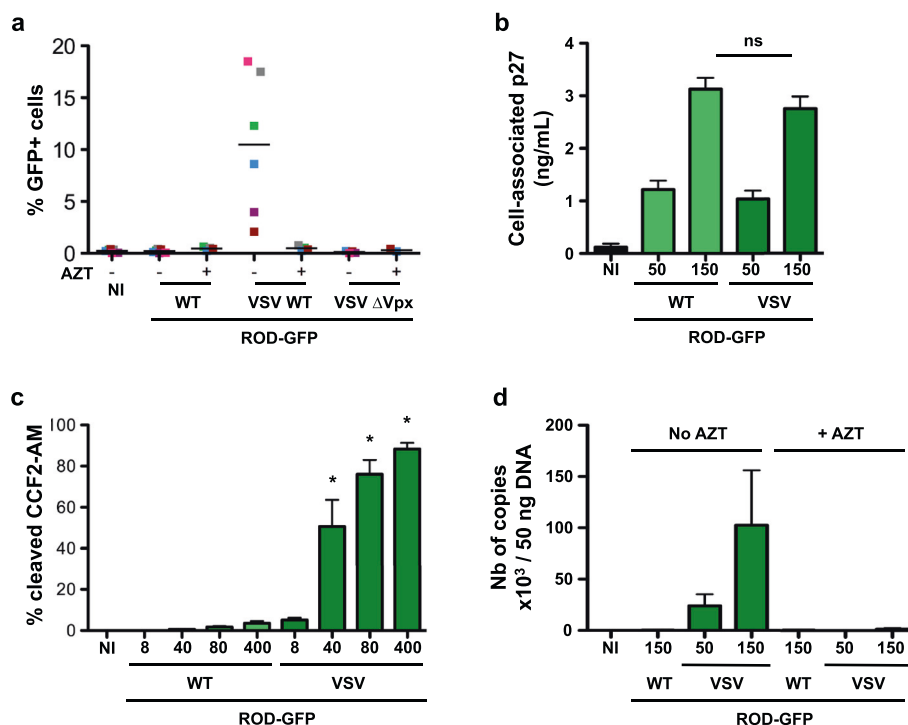 a
% GFP+ cells
20
15
10
5
0
AZT - - + - + - +
NI
WT VSV WT VSV ΔVpx
ROD-GFP
b
Cell-associated p27
(ng/mL)
4
3
2
1
0
ns
NI 50 150 50 150
WT VSV
ROD-GFP
c
% cleaved CCF2-AM
100
80
60
40
20
0
* * *
NI 8 40 80 400 8 40 80 400
WT VSV
ROD-GFP
d
Nb of copies
x10³ / 50 ng DNA
200
150
100
50
0
No AZT + AZT
NI 150 50 150 150 50 150
WT VSV WT VSV
ROD-GFP